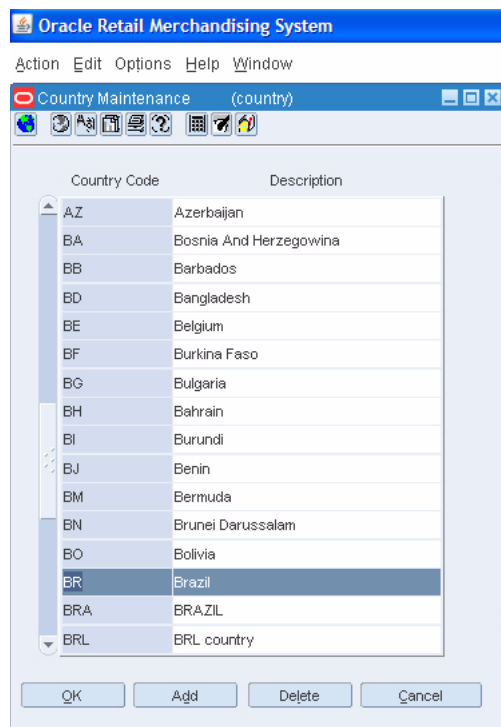 Oracle Retail Merchandising System
Action Edit Options Help Window
Country Maintenance (country)
Country Code Description
AZ Azerbaijan
BA Bosnia And Herzegowina
BB Barbados
BD Bangladesh
BE Belgium
BF Burkina Faso
BG Bulgaria
BH Bahrain
BI Burundi
BJ Benin
BM Bermuda
BN Brunei Darussalam
BO Bolivia
BR Brazil
BRA BRAZIL
BRL BRL country
OK Add Delete Cancel